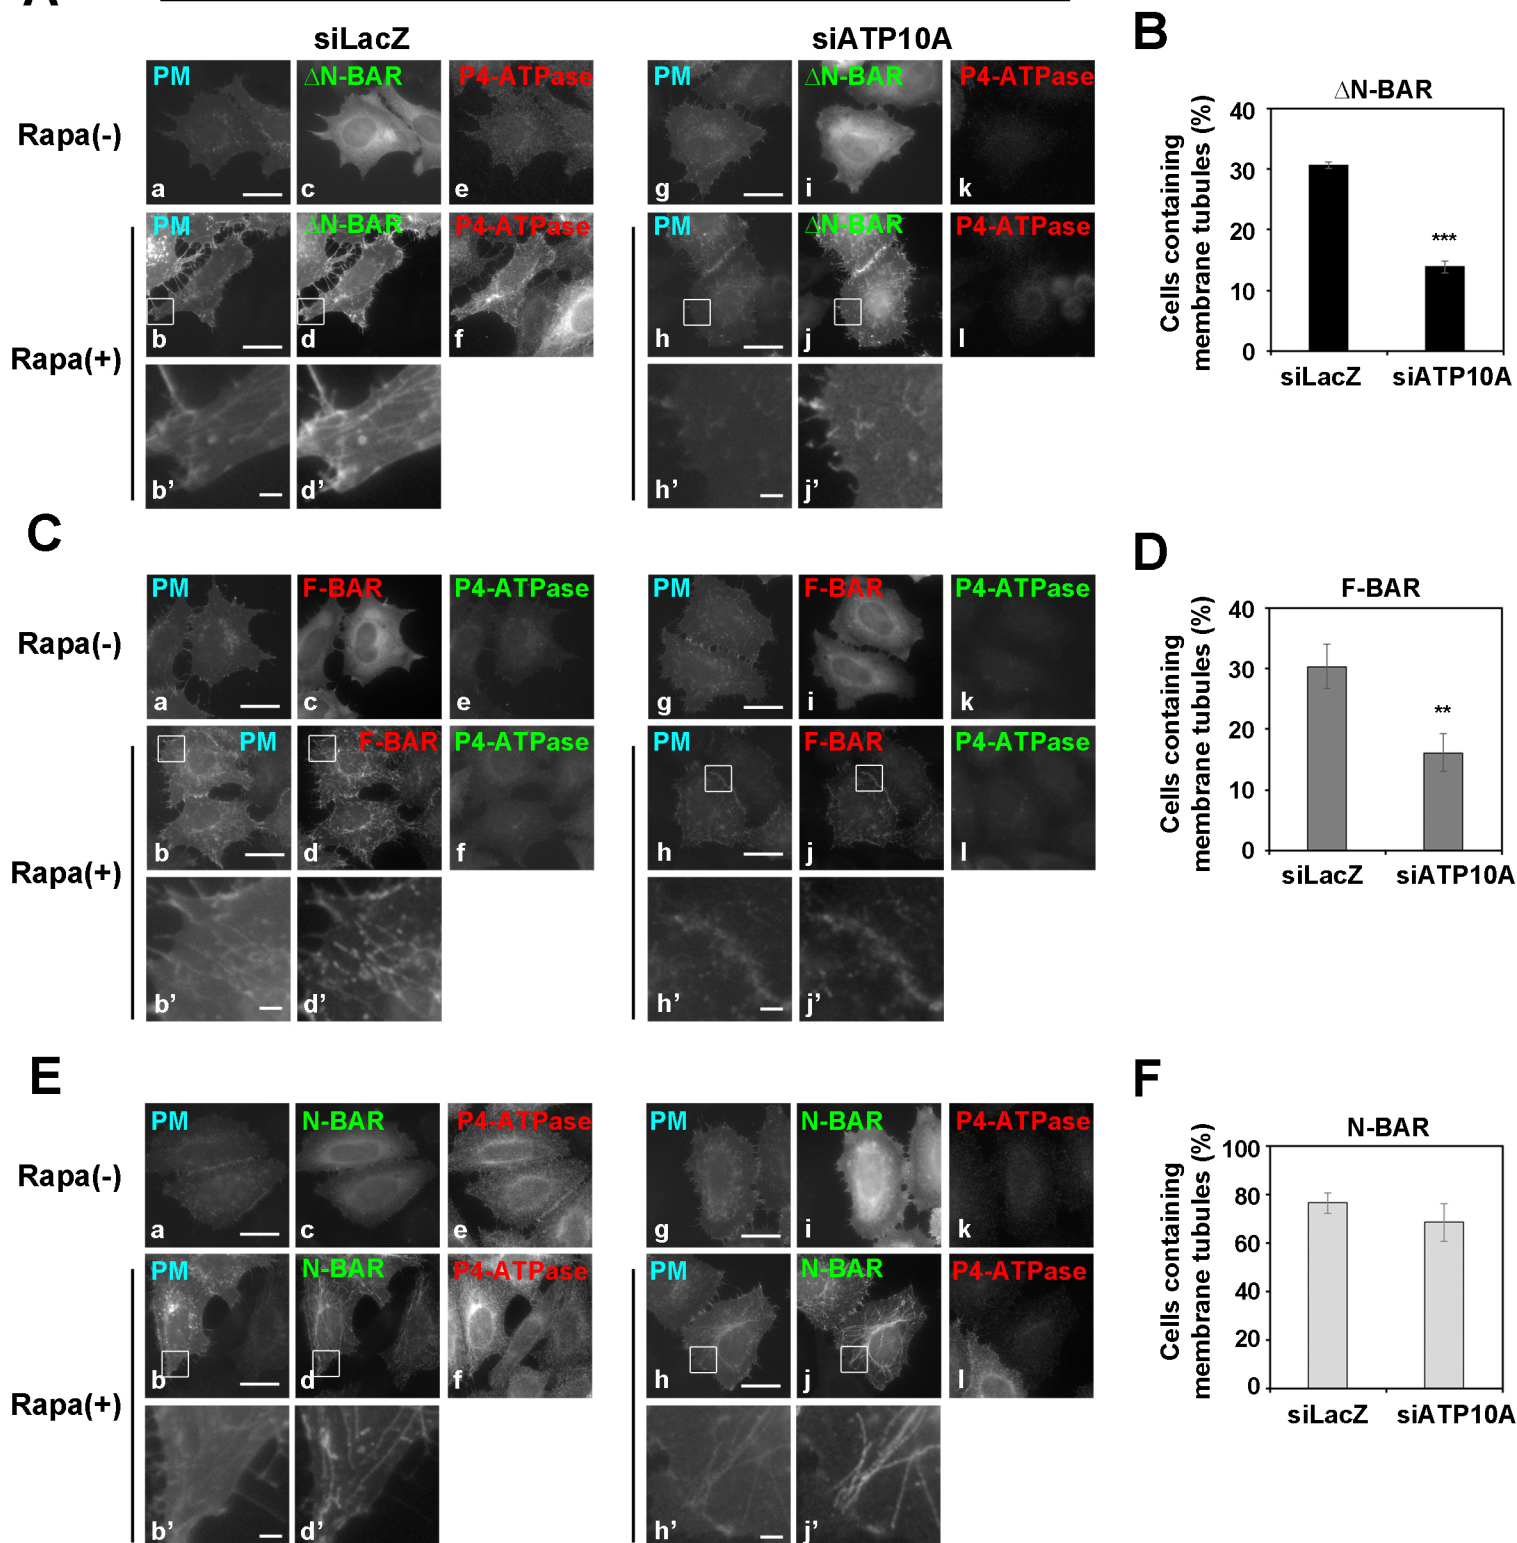 A
siLacZ
siATP10A
PM
ΔN-BAR
P4-ATPase
PM
ΔN-BAR
P4-ATPase
Rapa(-)
a
c
e
g
i
k
PM
ΔN-BAR
P4-ATPase
PM
ΔN-BAR
P4-ATPase
b
d
f
h
j
l
Rapa(+)
b’
d’
h’
j’
B
ΔN-BAR
Cells containing
membrane tubules (%)
40
30
20
10
0
***
siLacZ
siATP10A
C
PM
F-BAR
P4-ATPase
PM
F-BAR
P4-ATPase
Rapa(-)
a
c
e
g
i
k
PM
F-BAR
P4-ATPase
PM
F-BAR
P4-ATPase
b
d
f
h
j
l
Rapa(+)
b’
d’
h’
j’
D
F-BAR
Cells containing
membrane tubules (%)
40
30
20
10
0
**
siLacZ
siATP10A
E
PM
N-BAR
P4-ATPase
PM
N-BAR
P4-ATPase
Rapa(-)
a
c
e
g
i
k
PM
N-BAR
P4-ATPase
PM
N-BAR
P4-ATPase
b
d
f
h
j
l
Rapa(+)
b’
d’
h’
j’
F
N-BAR
Cells containing
membrane tubules (%)
100
80
60
40
20
0
siLacZ
siATP10A